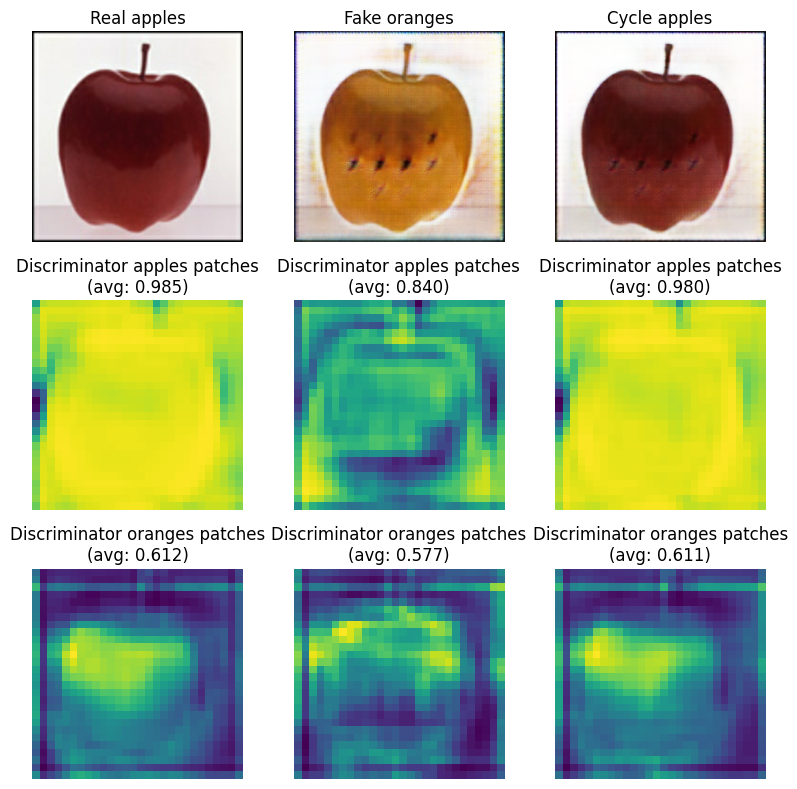 Real apples
Fake oranges
Cycle apples
Discriminator apples patches
(avg: 0.985)
Discriminator apples patches
(avg: 0.840)
Discriminator apples patches
(avg: 0.980)
Discriminator oranges patches
(avg: 0.612)
Discriminator oranges patches
(avg: 0.577)
Discriminator oranges patches
(avg: 0.611)